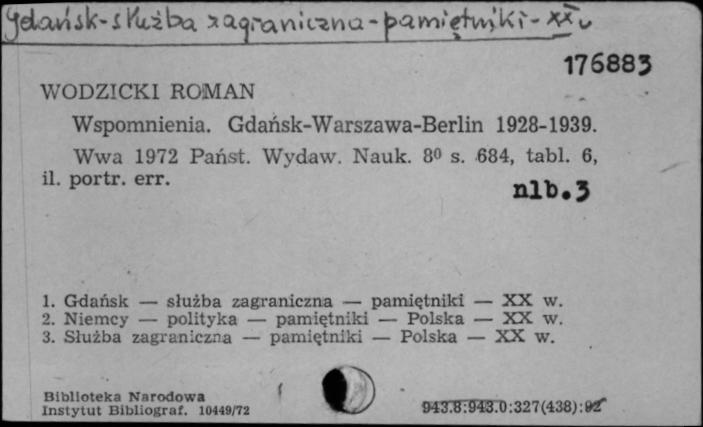 Gdańsk-służba zagraniczna-pamiętniki-XX w
176883
WODZICKI ROMAN
Wspomnienia. Gdańsk-Warszawa-Berlin 1928-1939.
Wwa 1972 Państ. Wydaw. Nauk. 8⁰ s. 684, tabl. 6,
il. portr. err.
nlb.3
1. Gdańsk — służba zagraniczna — pamiętniki — XX w.
2. Niemcy — polityka — pamiętniki — Polska — XX w.
3. Służba zagraniczna — pamiętniki — Polska — XX w.
Biblioteka Narodowa
Instytut Bibliograf. 10449/72
943.8:943.0:327(438):92